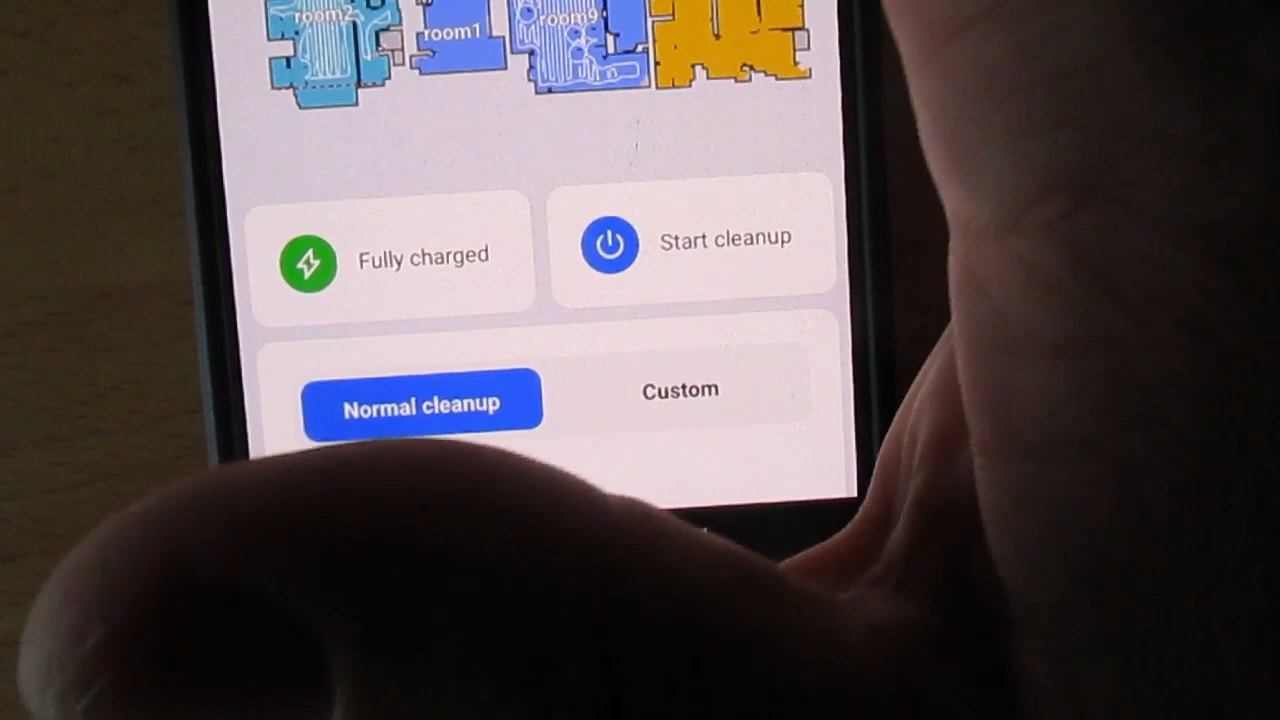 room2
room1
room9
Fully charged
Start cleanup
Normal cleanup
Custom